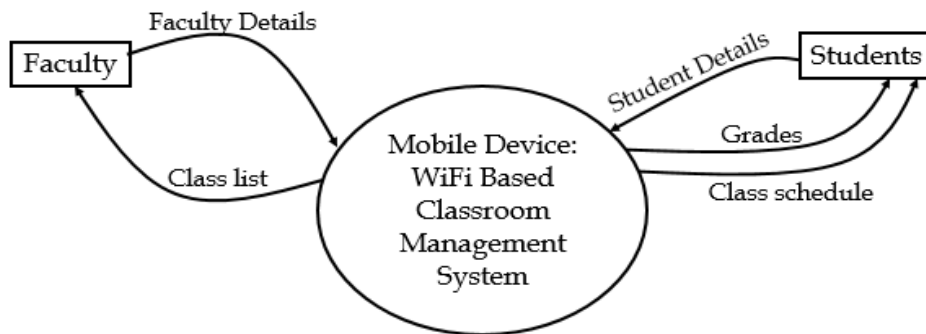 Faculty Details
Faculty
Students
Student Details
Mobile Device:
WiFi Based
Classroom
Management
System
Grades
Class list
Class schedule